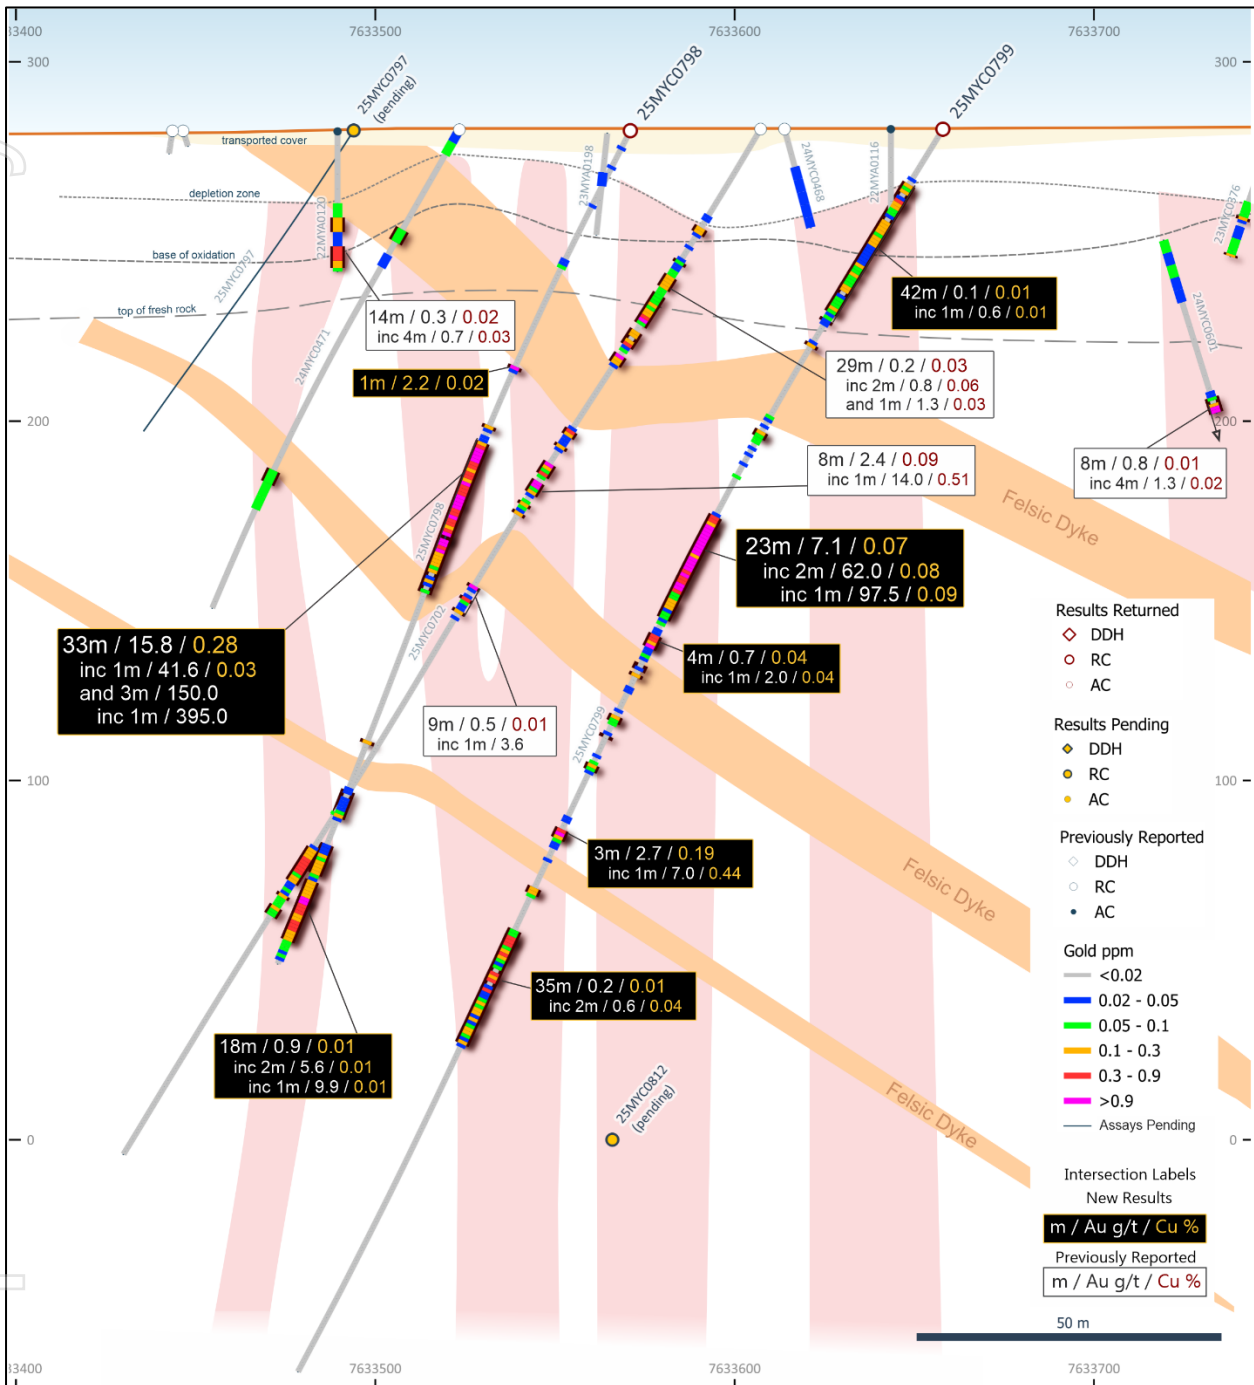 33400
7633500
7633600
7633700
300
300
25MYC0797
(pending)
25MYC0798
25MYC0799
transported cover
depletion zone
base of oxidation
top of fresh rock
22MYA0120
25MYC0797
24MYC0471
23MYA0198
24MYC0468
22MYA0116
23MYC0376
24MYC0601
14m / 0.3 / 0.02
inc 4m / 0.7 / 0.03
42m / 0.1 / 0.01
inc 1m / 0.6 / 0.01
1m / 2.2 / 0.02
29m / 0.2 / 0.03
inc 2m / 0.8 / 0.06
and 1m / 1.3 / 0.03
200
200
8m / 2.4 / 0.09
inc 1m / 14.0 / 0.51
8m / 0.8 / 0.01
inc 4m / 1.3 / 0.02
Felsic Dyke
25MYC0798
25MYC0702
23m / 7.1 / 0.07
inc 2m / 62.0 / 0.08
inc 1m / 97.5 / 0.09
33m / 15.8 / 0.28
inc 1m / 41.6 / 0.03
and 3m / 150.0
inc 1m / 395.0
4m / 0.7 / 0.04
inc 1m / 2.0 / 0.04
9m / 0.5 / 0.01
inc 1m / 3.6
25MYC0799
100
100
3m / 2.7 / 0.19
inc 1m / 7.0 / 0.44
Felsic Dyke
35m / 0.2 / 0.01
inc 2m / 0.6 / 0.04
18m / 0.9 / 0.01
inc 2m / 5.6 / 0.01
inc 1m / 9.9 / 0.01
25MYC0812
(pending)
Felsic Dyke
0
0
Results Returned
DDH
RC
AC
Results Pending
DDH
RC
AC
Previously Reported
DDH
RC
AC
Gold ppm
<0.02
0.02 - 0.05
0.05 - 0.1
0.1 - 0.3
0.3 - 0.9
>0.9
Assays Pending
Intersection Labels
New Results
m / Au g/t / Cu %
Previously Reported
m / Au g/t / Cu %
50 m
33400
7633500
7633600
7633700